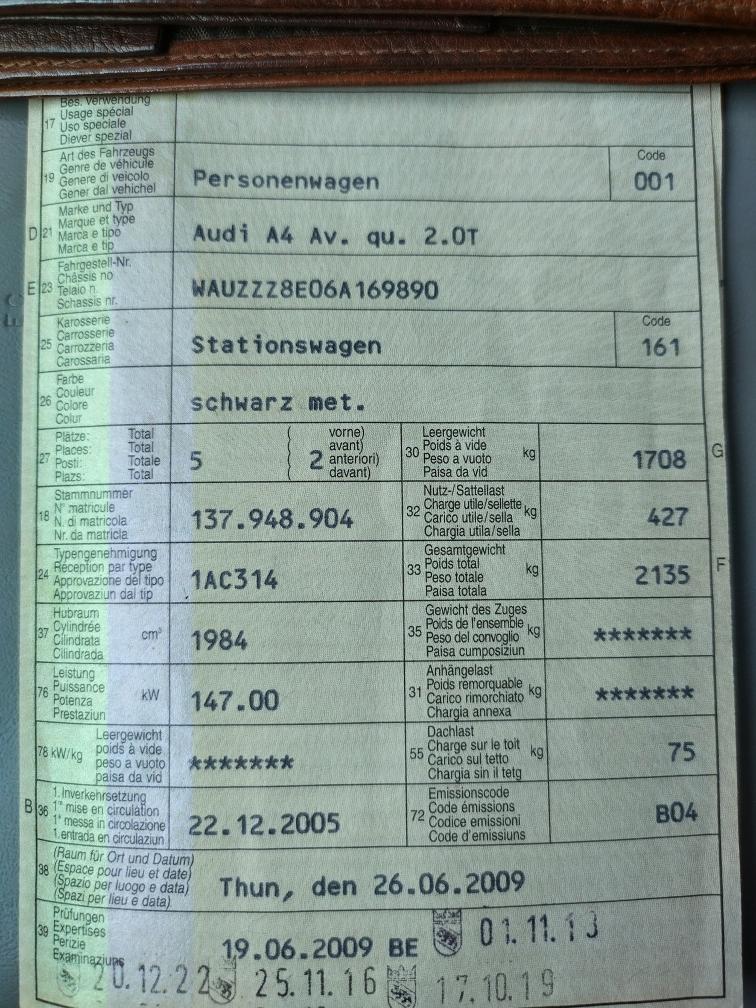 Bes. Verwendung
17 Usage spécial
Uso speciale
Diever spezial
Art des Fahrzeugs
19 Genre de véhicule
Genere di veicolo
Gener dal vehichel
Personenwagen
Code
001
Marke und Typ
D 21 Marque et type
Marca e tipo
Marca e tip
Audi A4 Av. qu. 2.0T
Fahrgestell-Nr.
E 23 Châssis no
Telaio n.
Schassis nr.
WAUZZZ8E06A169890
Karosserie
25 Carrosserie
Carrozzeria
Carossaria
Stationswagen
Code
161
Farbe
26 Couleur
Colore
Colur
schwarz met.
27 Plätze: Total
Places: Total
Posti: Totale
Plazs: Total
5
( vorne)
( avant)
2 anteriori)
( davant)
Leergewicht
30 Poids à vide kg
Peso a vuoto
Paisa da vid
1708
G
Stammnummer
18 N° matricule
N. di matricola
Nr. da matricla
137.948.904
Nutz-/Sattellast
32 Charge utile/sellette kg
Carico utile/sella
Chargia utila/sella
427
Typengenehmigung
24 Réception par type
Approvazione del tipo
Approvaziun dal tip
1AC314
Gesamtgewicht
33 Poids total kg
Peso totale
Paisa totala
2135
F
Hubraum
37 Cylindrée cm³
Cilindrata
Cilindrada
1984
Gewicht des Zuges
35 Poids de l'ensemble kg
Peso del convoglio
Paisa cumposiziun
*******
Leistung
76 Puissance kW
Potenza
Prestaziun
147.00
Anhängelast
31 Poids remorquable kg
Carico rimorchiato
Chargia annexa
*******
Leergewicht
78 kW/kg poids à vide
peso a vuoto
paisa da vid
*******
Dachlast
55 Charge sur le toit kg
Carico sul tetto
Chargia sin il tetg
75
1. Inverkehrsetzung
B 36 1re mise en circulation
1a messa in circolazione
1. entrada en circulaziun
22.12.2005
Emissionscode
72 Code émissions
Codice emissioni
Code d'emissiuns
B04
(Raum für Ort und Datum)
38 (Espace pour lieu et date)
(Spazio per luogo e data)
(Spazi per lieu e data)
Thun, den 26.06.2009
Prüfungen
39 Expertises
Perizie
Examinaziuns
19.06.2009 BE
01.11.13
20.12.22
25.11.16
17.10.19